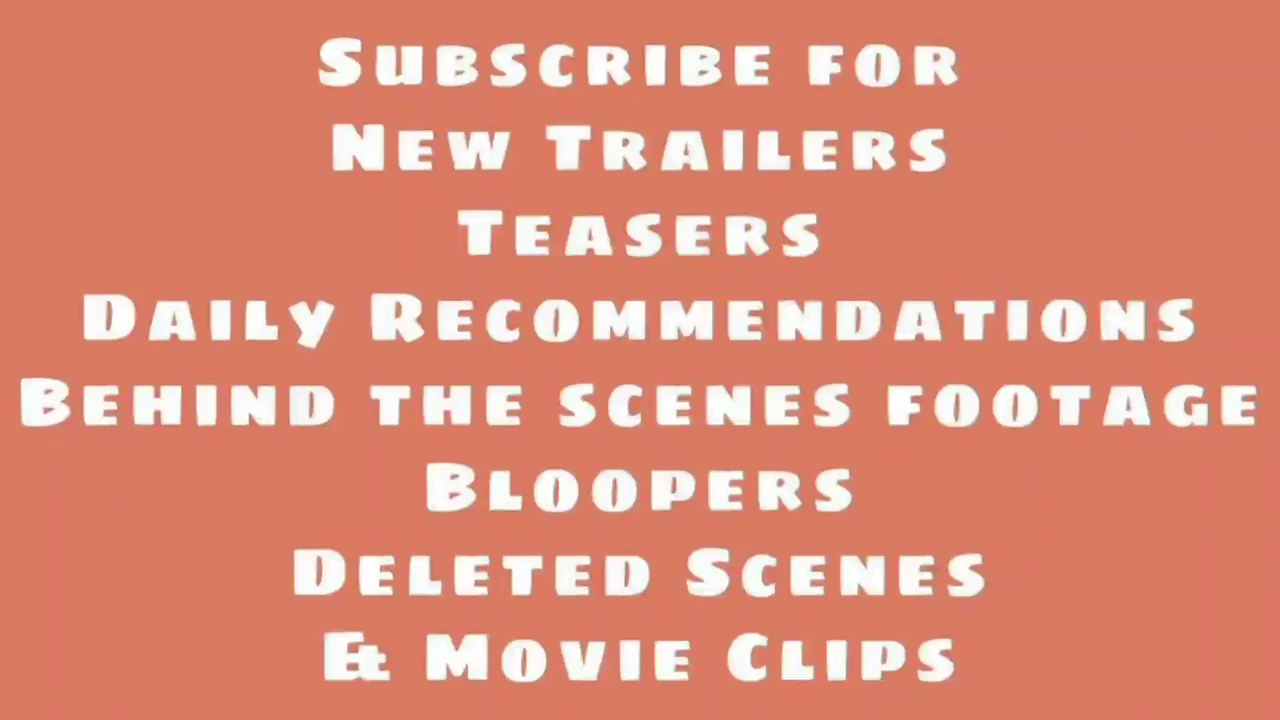 Subscribe for
New Trailers
Teasers
Daily Recommendations
Behind the scenes footage
Bloopers
Deleted Scenes
& Movie Clips